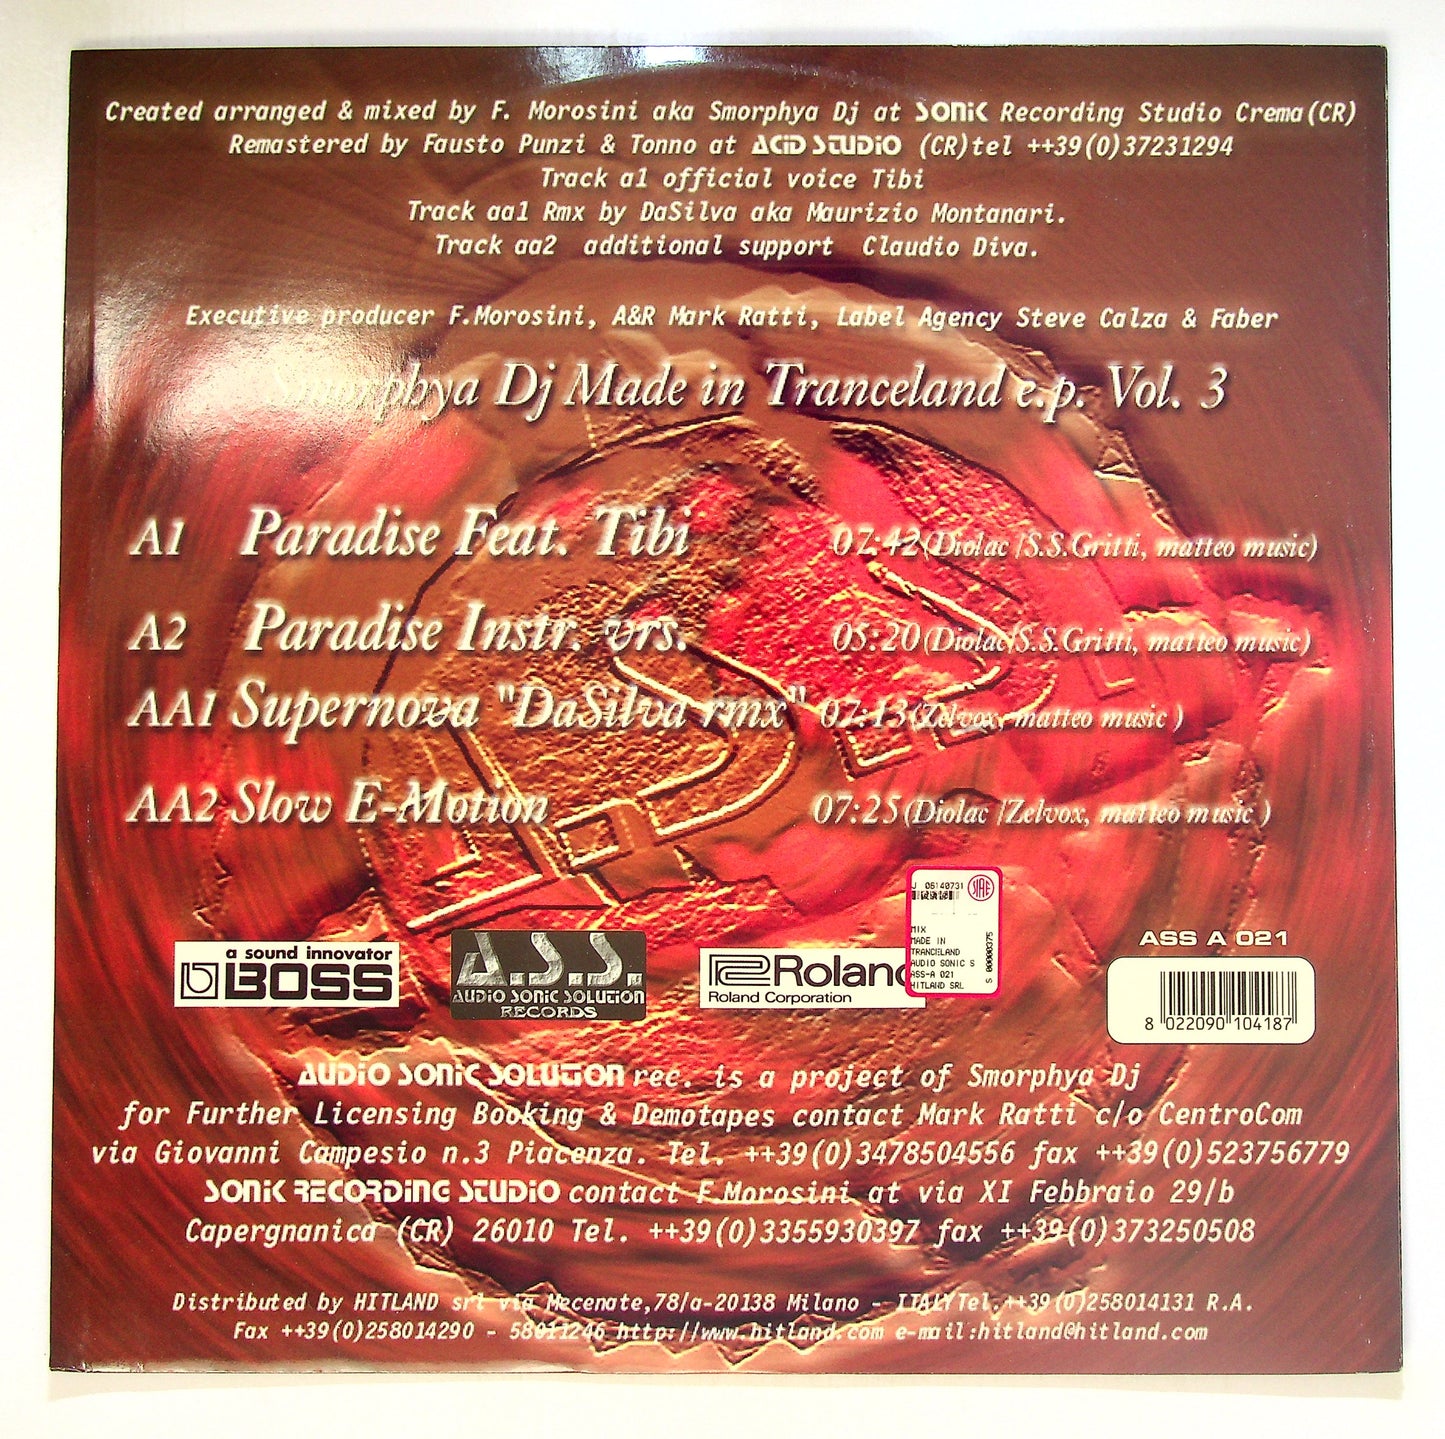 Created arranged & mixed by F. Morosini aka Smorphya Dj at SONIK Recording Studio Crema(CR)
Remastered by Fausto Punzi & Tonno at ACID STUDIO (CR)tel ++39(0)37231294
Track a1 official voice Tibi
Track aa1 Rmx by DaSilva aka Maurizio Montanari.
Track aa2 additional support Claudio Diva.
Executive producer F.Morosini, A&R Mark Ratti, Label Agency Steve Calza & Faber
Smorphya Dj Made in Tranceland e.p. Vol. 3
A1 Paradise Feat. Tibi 07:42(Diolac /S.S.Gritti, matteo music)
A2 Paradise Instr. vrs. 05:20(Diolac/S.S.Gritti, matteo music)
AA1 Supernova "DaSilva rmx" 07:13(Zelvox, matteo music )
AA2 Slow E-Motion 07:25(Diolac /Zelvox, matteo music )
A.S.S.
a sound innovator
BOSS
A.S.S.
AUDIO SONIC SOLUTION
RECORDS
Roland
Roland Corporation
J 06140731
SIAE
MIX
MADE IN
TRANCELAND
AUDIO SONIC S
ASS-A 021
HITLAND SRL
S 00000375
ASS A 021
8 022090 104187
AUDIO SONIC SOLUTION rec. is a project of Smorphya Dj
for Further Licensing Booking & Demotapes contact Mark Ratti c/o CentroCom
via Giovanni Campesio n.3 Piacenza. Tel. ++39(0)3478504556 fax ++39(0)523756779
SONIK RECORDING STUDIO contact F.Morosini at via XI Febbraio 29/b
Capergnanica (CR) 26010 Tel. ++39(0)3355930397 fax ++39(0)373250508
Distributed by HITLAND srl via Mecenate,78/a-20138 Milano - ITALYTel.++39(0)258014131 R.A.
Fax ++39(0)258014290 - 58011246 http://www.hitland.com e-mail:hitland@hitland.com